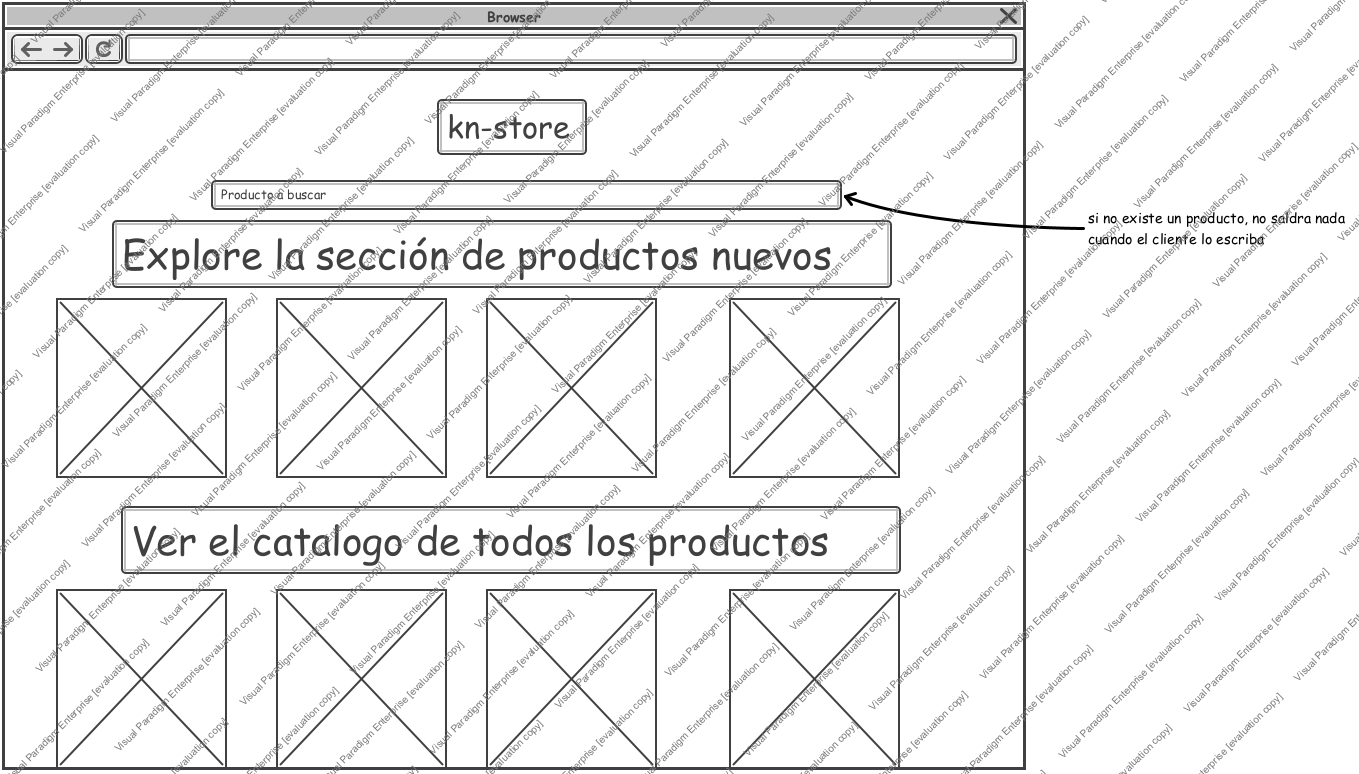 Browser
kn-store
Producto a buscar
si no existe un producto, no saldra nada
cuando el cliente lo escriba
Explore la sección de productos nuevos
Ver el catalogo de todos los productos
Visual Paradigm Enterprise [evaluation copy]